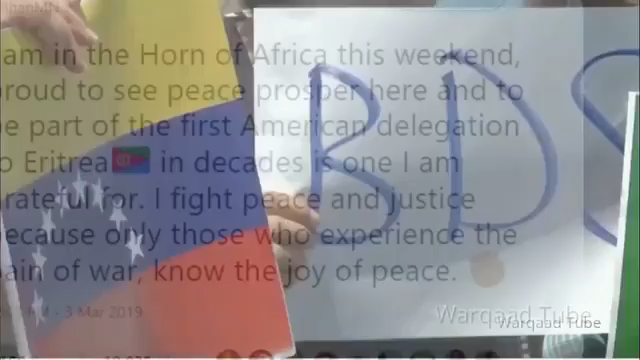 hanMN
am in the Horn of Africa this weekend,
proud to see peace prosper here and to
be part of the first American delegation
to Eritrea in decades is one I am
grateful for. I fight peace and justice
because only those who experience the
pain of war, know the joy of peace.
3 Mar 2019
BDS
Warqaad Tube
Warqaad Tube